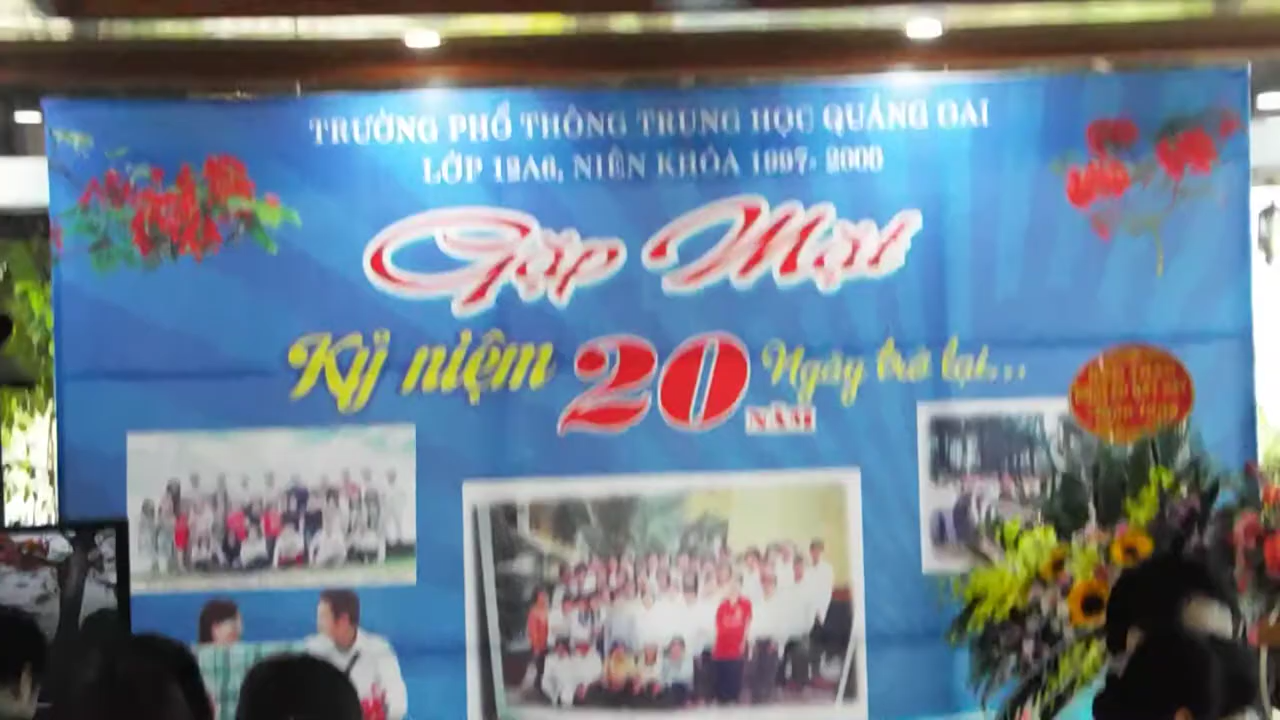 TRƯỜNG PHỔ THÔNG TRUNG HỌC QUẢNG OAI
LỚP 12A6, NIÊN KHÓA 1997- 2000
Gặp Mặt
Kỷ niệm 20 NĂM Ngày trở lại...